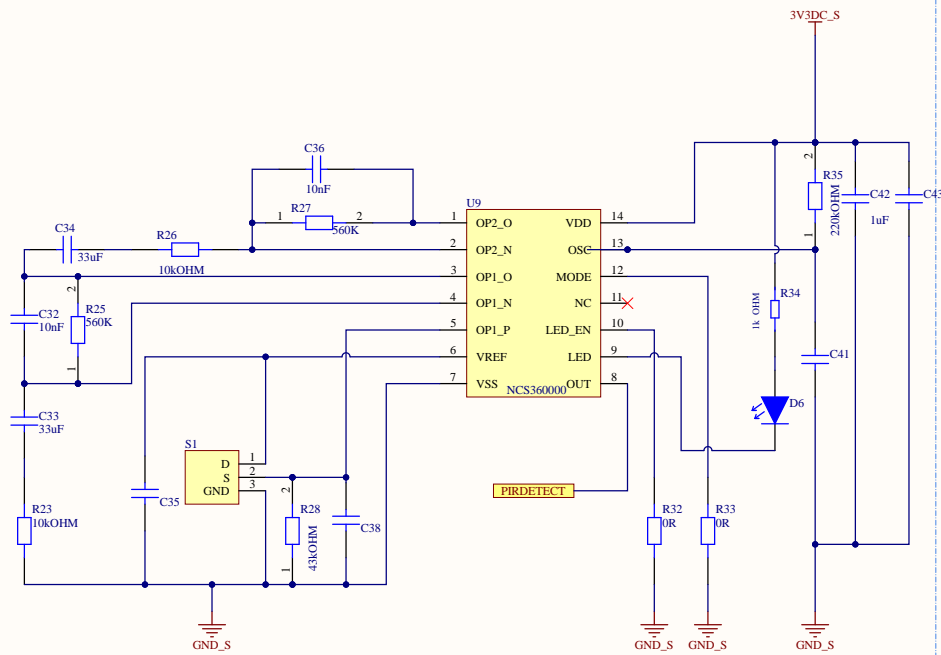 3V3DC_S
C36
10nF
R27
1
2
560K
C34
33uF
R26
10kOHM
2
R25
560K
1
C32
10nF
C33
33uF
R23
10kOHM
U9
1
OP2_O
2
OP2_N
3
OP1_O
4
OP1_N
5
OP1_P
6
VREF
7
VSS
VDD
14
OSC
13
MODE
12
NC
11
LED_EN
10
LED
9
OUT
8
NCS360000
S1
D
1
S
2
GND
3
C35
2
R28
43kOHM
1
C38
PIRDETECT
R32
0R
R33
0R
2
R35
220kOHM
1
C42
1uF
C43
R34
1k OHM
C41
D6
GND_S
GND_S
GND_S
GND_S